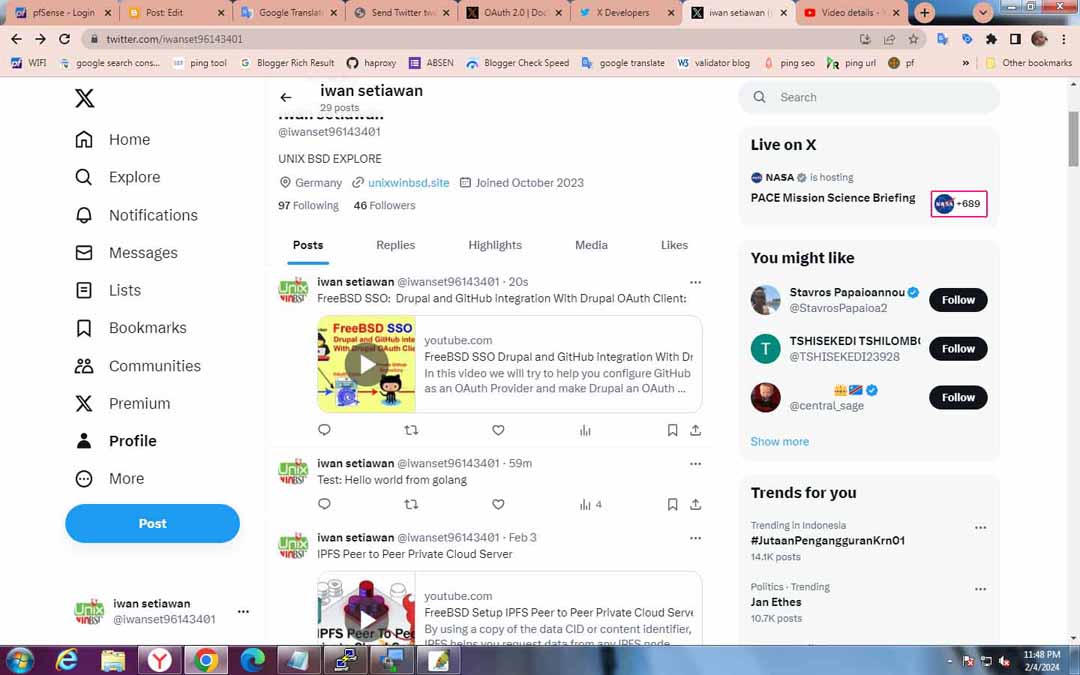 pfSense - Login
Post: Edit
Google Translat
Send Twitter tw
OAuth 2.0 | Doc
X Developers
iwan setiawan (
Video details - Y
twitter.com/iwanset96143401
WIFI
google search cons...
ping tool
Blogger Rich Result
haproxy
ABSEN
Blogger Check Speed
google translate
validator blog
ping seo
ping url
pf
»
Other bookmarks
Home
Explore
Notifications
Messages
Lists
Bookmarks
Communities
Premium
Profile
More
Post
iwan setiawan
@iwanset96143401
iwan setiawan
29 posts
iwan setiawan
@iwanset96143401
UNIX BSD EXPLORE
Germany unixwinbsd.site Joined October 2023
97 Following 46 Followers
Posts Replies Highlights Media Likes
iwan setiawan @iwanset96143401 · 20s
FreeBSD SSO: Drupal and GitHub integration With Drupal OAuth Client:
FreeBSD SSO
Drupal and GitHub inte
With Drupal OAuth Clie
youtube.com
FreeBSD SSO Drupal and GitHub integration With Dr
In this video we will try to help you configure GitHub
as an OAuth Provider and make Drupal an OAuth ...
iwan setiawan @iwanset96143401 · 59m
Test: Hello world from golang
4
iwan setiawan @iwanset96143401 · Feb 3
IPFS Peer to Peer Private Cloud Server
IPFS Peer To Pee
youtube.com
FreeBSD Setup IPFS Peer to Peer Private Cloud Serve
By using a copy of the data CID or content identifier,
IPFS helps you request data from any IPFS node
Search
Live on X
NASA is hosting
PACE Mission Science Briefing
NASA +689
You might like
Stavros Papaioannou
@StavrosPapaioa2
Follow
T
TSHISEKEDI TSHILOMBO
@TSHISEKEDI23928
Follow
@central_sage
Follow
Show more
Trends for you
Trending in Indonesia
#JutaanPengangguranKrn01
14.1K posts
Politics · Trending
Jan Ethes
10.7K posts
11:48 PM
2/4/2024